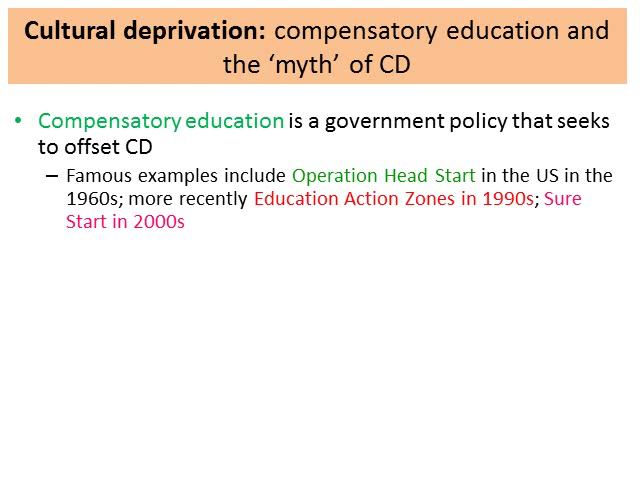 Cultural deprivation: compensatory education and
the ‘myth’ of CD
• Compensatory education is a government policy that seeks
to offset CD
– Famous examples include Operation Head Start in the US in the
1960s; more recently Education Action Zones in 1990s; Sure
Start in 2000s